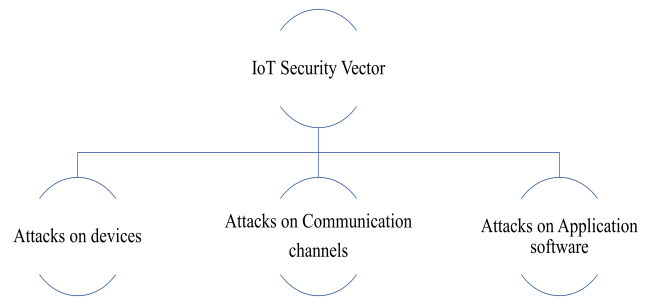 IoT Security Vector
Attacks on devices
Attacks on Communication
channels
Attacks on Application
software